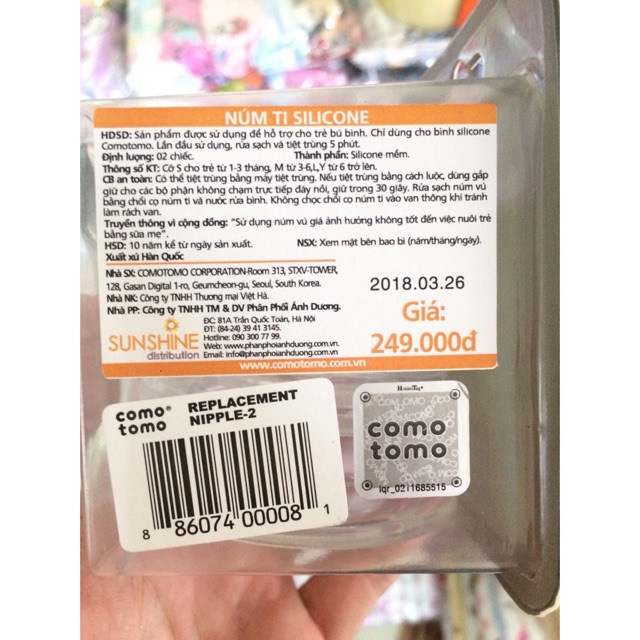 NÚM TI SILICONE
HDSD: Sản phẩm được sử dụng để hỗ trợ cho trẻ bú bình. Chỉ dùng cho bình silicone
Comotomo. Lần đầu sử dụng, rửa sạch và tiệt trùng 5 phút.
Định lượng: 02 chiếc. Thành phần: Silicone mềm.
Thông số KT: Cỡ S cho trẻ từ 1-3 tháng, M từ 3-6,L,Y từ 6 trở lên.
CB an toàn: Có thể tiệt trùng bằng máy tiệt trùng. Nếu tiệt trùng bằng cách luộc, dùng gắp
giữ cho các bộ phận không chạm trực tiếp đáy nồi, giữ trong 30 giây. Rửa sạch núm vú
bằng chổi cọ núm ti và nước rửa bình. Không chọc chổi cọ núm ti vào van thông khí tránh
làm rách van.
Truyền thông vì cộng đồng: "Sử dụng núm vú giả ảnh hưởng không tốt đến việc nuôi trẻ
bằng sữa mẹ".
HSD: 10 năm kể từ ngày sản xuất. NSX: Xem mặt bên bao bì (năm/tháng/ngày).
Xuất xứ Hàn Quốc
Nhà SX: COMOTOMO CORPORATION-Room 313, STXV-TOWER,
128, Gasan Digital 1-ro, Geumcheon-gu, Seoul, South Korea.
Nhà NK: Công ty TNHH Thương mại Việt Hà.
Nhà PP: Công ty TNHH TM & DV Phân Phối Ánh Dương.
2018.03.26
Giá:
249.000đ
SUNSHINE
distribution
ĐC: 81A Trần Quốc Toản, Hà Nội
ĐT: (84-24) 39 41 3145.
Hotline: 090 300 77 99.
Web: www.phanphoianhduong.com.vn
Email: info@phanphoianhduong.com.vn
www.comotomo.com.vn
como®
tomo
REPLACEMENT
NIPPLE-2
8 86074 00008 1
como
tomo
iqr_0211685515